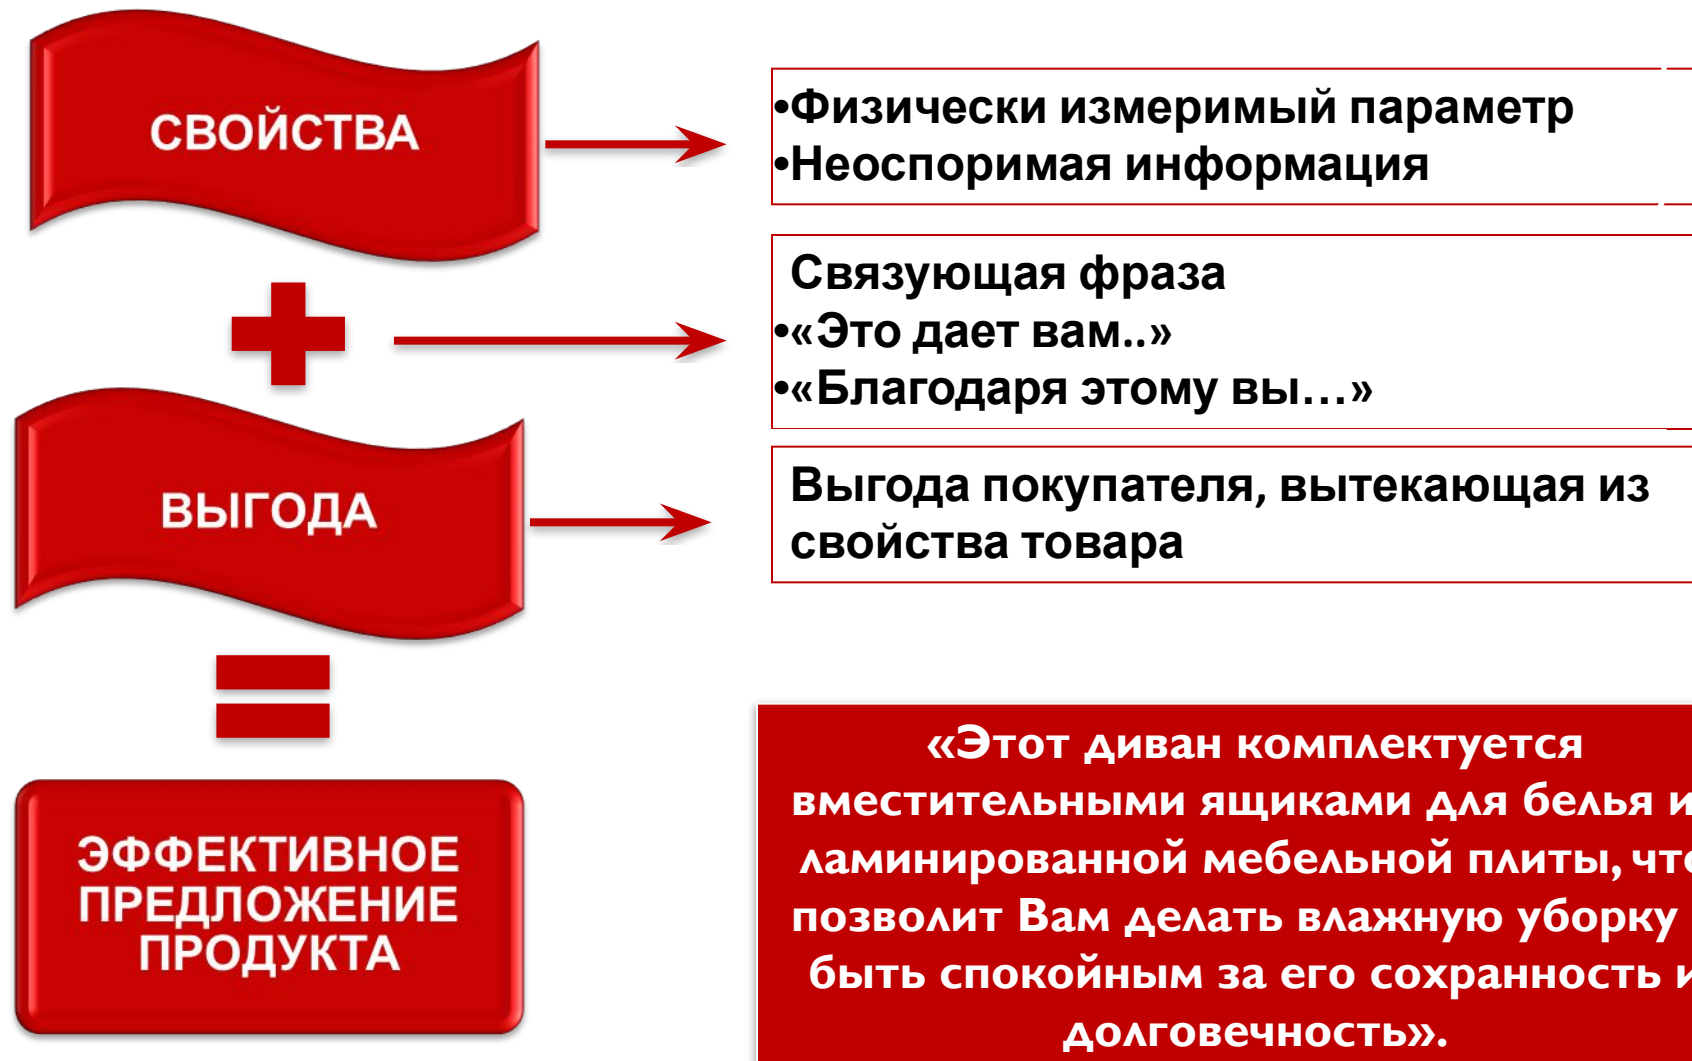 СВОЙСТВА
•Физически измеримый параметр
•Неоспоримая информация
Связующая фраза
•«Это дает вам..»
•«Благодаря этому вы…»
ВЫГОДА
Выгода покупателя, вытекающая из
свойства товара
ЭФФЕКТИВНОЕ
ПРЕДЛОЖЕНИЕ
ПРОДУКТА
«Этот диван комплектуется
вместительными ящиками для белья и
ламинированной мебельной плиты, что
позволит Вам делать влажную уборку
быть спокойным за его сохранность и
долговечность».